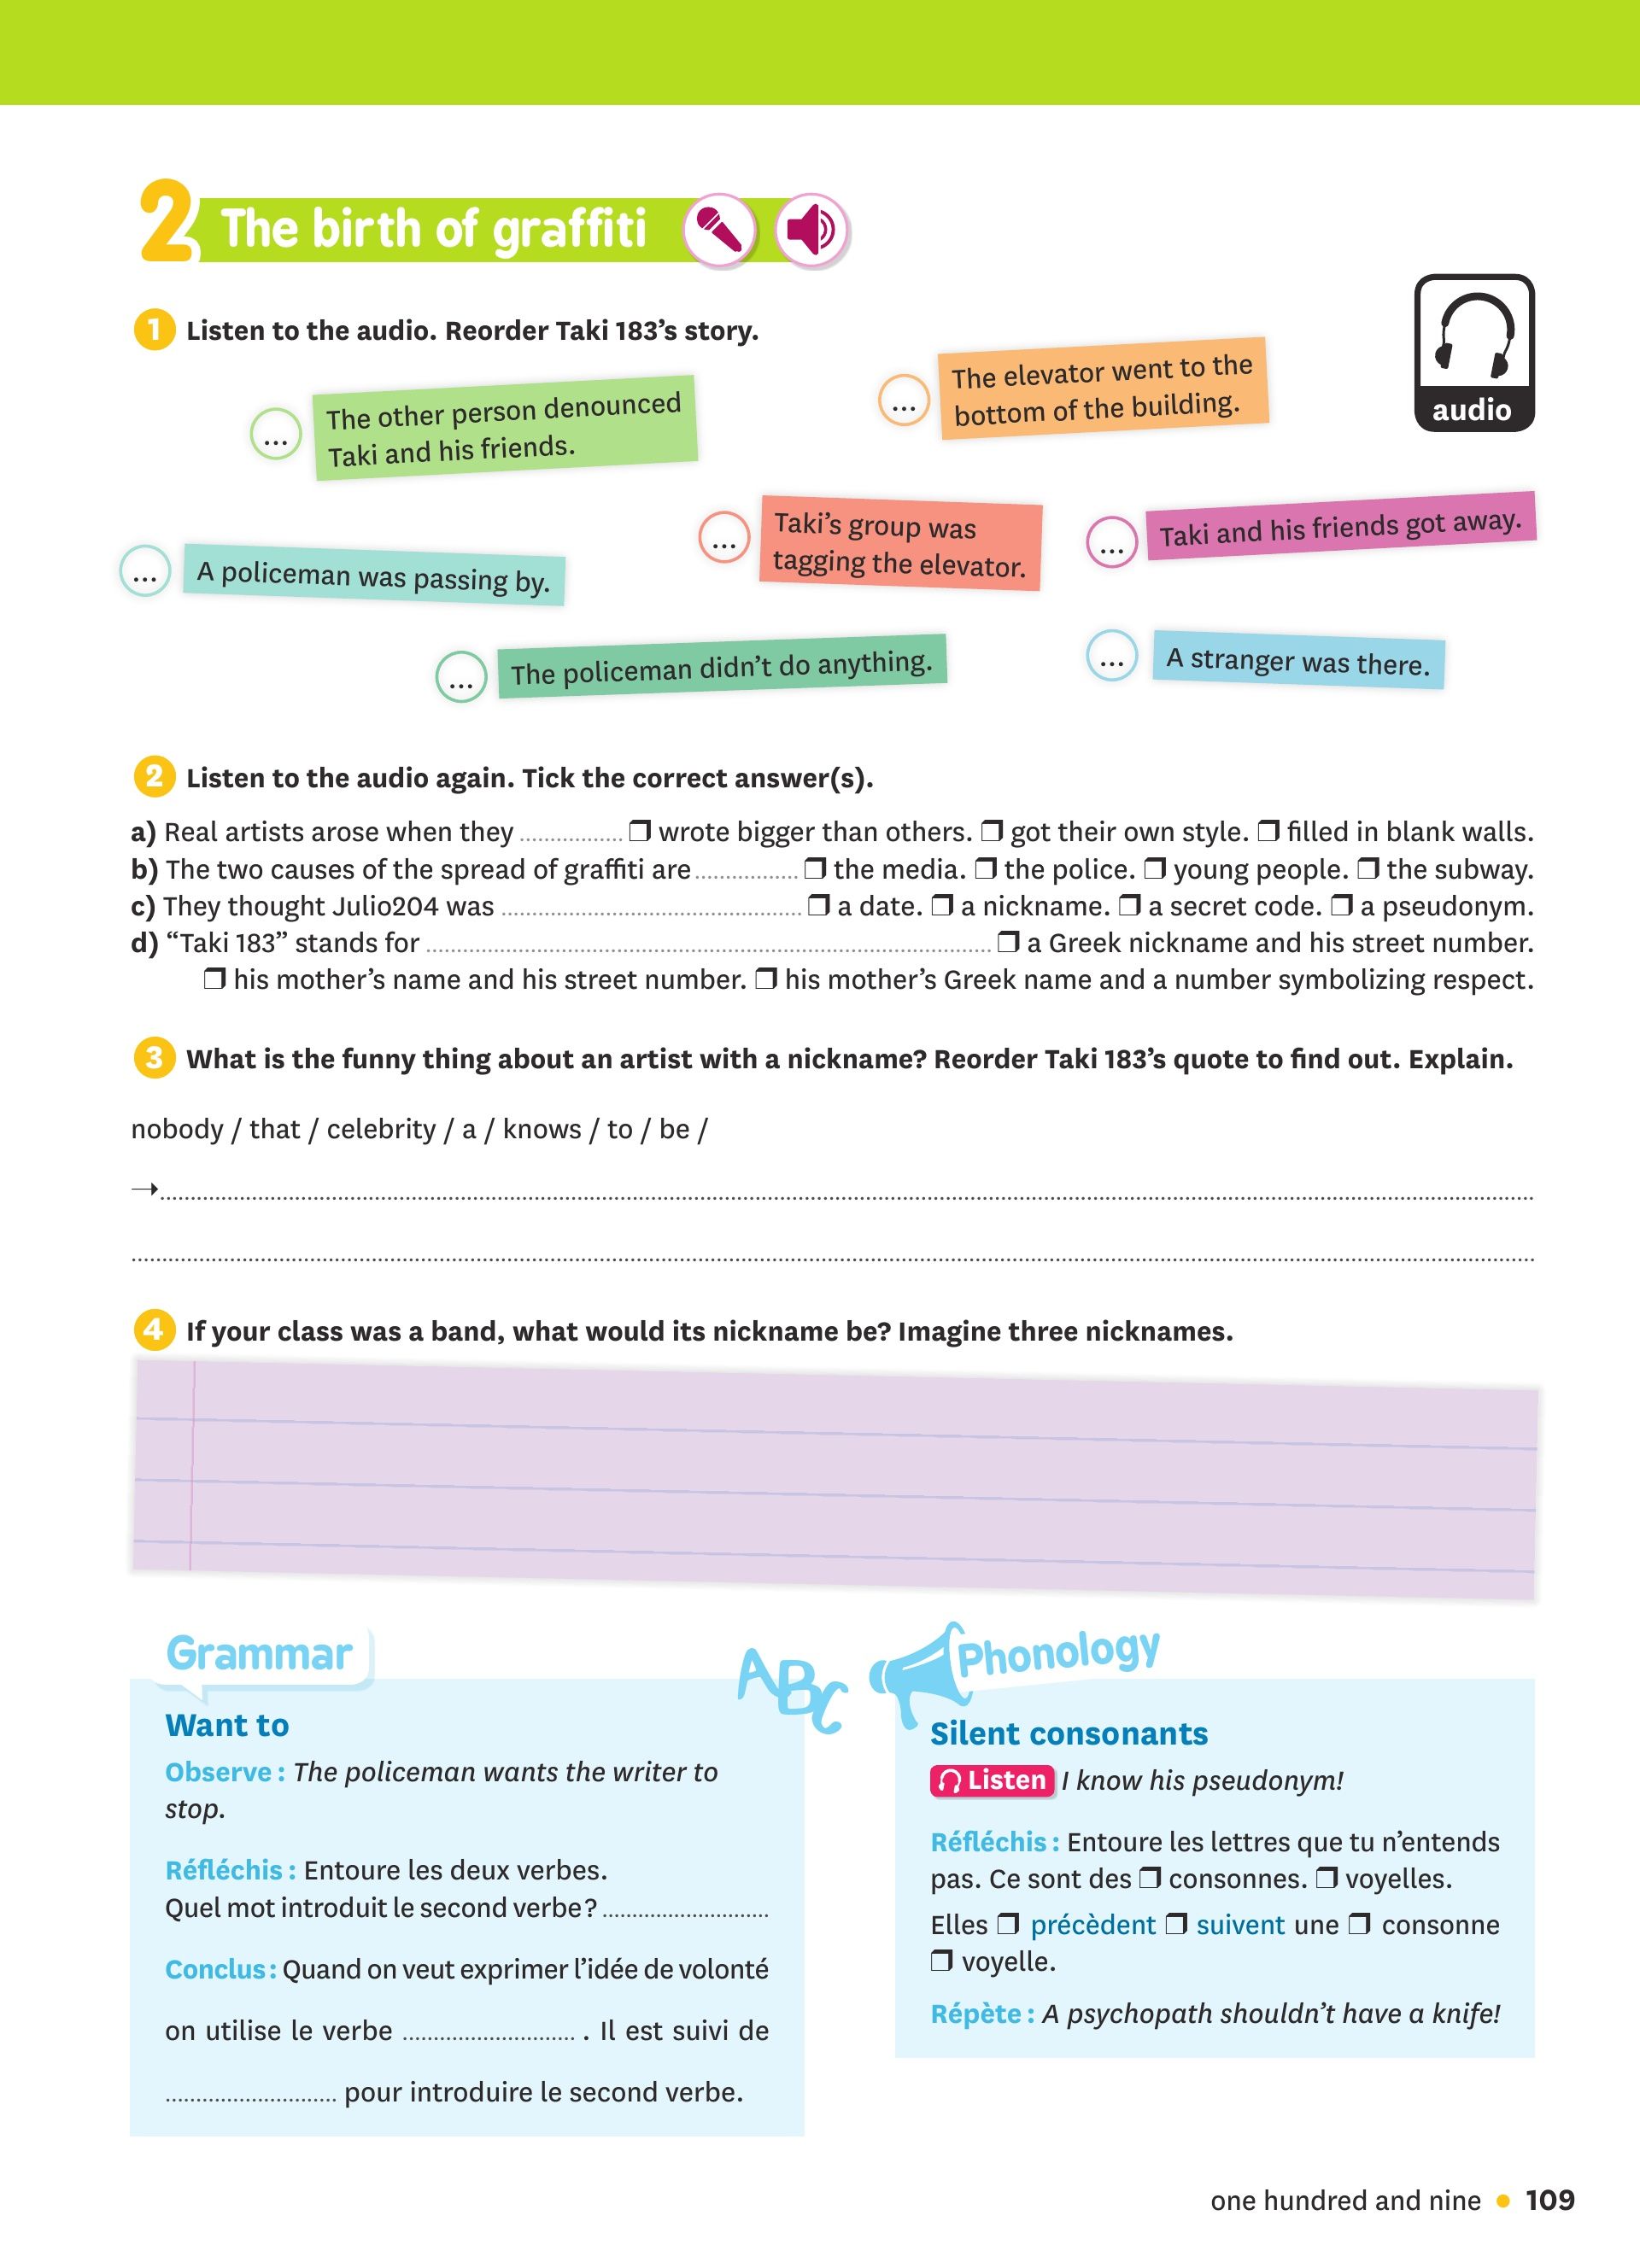 2 The birth of graffiti
1 Listen to the audio. Reorder Taki 183’s story.
audio
... The other person denounced
Taki and his friends.
... The elevator went to the
bottom of the building.
... A policeman was passing by.
... Taki’s group was
tagging the elevator.
... Taki and his friends got away.
... The policeman didn’t do anything.
... A stranger was there.
2 Listen to the audio again. Tick the correct answer(s).
a) Real artists arose when they ................. ❒ wrote bigger than others. ❒ got their own style. ❒ filled in blank walls.
b) The two causes of the spread of graffiti are ................. ❒ the media. ❒ the police. ❒ young people. ❒ the subway.
c) They thought Julio204 was ................. ❒ a date. ❒ a nickname. ❒ a secret code. ❒ a pseudonym.
d) “Taki 183” stands for ................. ❒ a Greek nickname and his street number.
❒ his mother’s name and his street number. ❒ his mother’s Greek name and a number symbolizing respect.
3 What is the funny thing about an artist with a nickname? Reorder Taki 183’s quote to find out. Explain.
nobody / that / celebrity / a / knows / to / be /
→.................
.................
4 If your class was a band, what would its nickname be? Imagine three nicknames.
Grammar
ABC
Want to
Observe : The policeman wants the writer to
stop.
Réfléchis : Entoure les deux verbes.
Quel mot introduit le second verbe ? .................
Conclus : Quand on veut exprimer l’idée de volonté
on utilise le verbe ................. . Il est suivi de
................. pour introduire le second verbe.
Phonology
Silent consonants
Listen I know his pseudonym!
Réfléchis : Entoure les lettres que tu n’entends
pas. Ce sont des ❒ consonnes. ❒ voyelles.
Elles ❒ précèdent ❒ suivent une ❒ consonne
❒ voyelle.
Répète : A psychopath shouldn’t have a knife!
one hundred and nine • 109